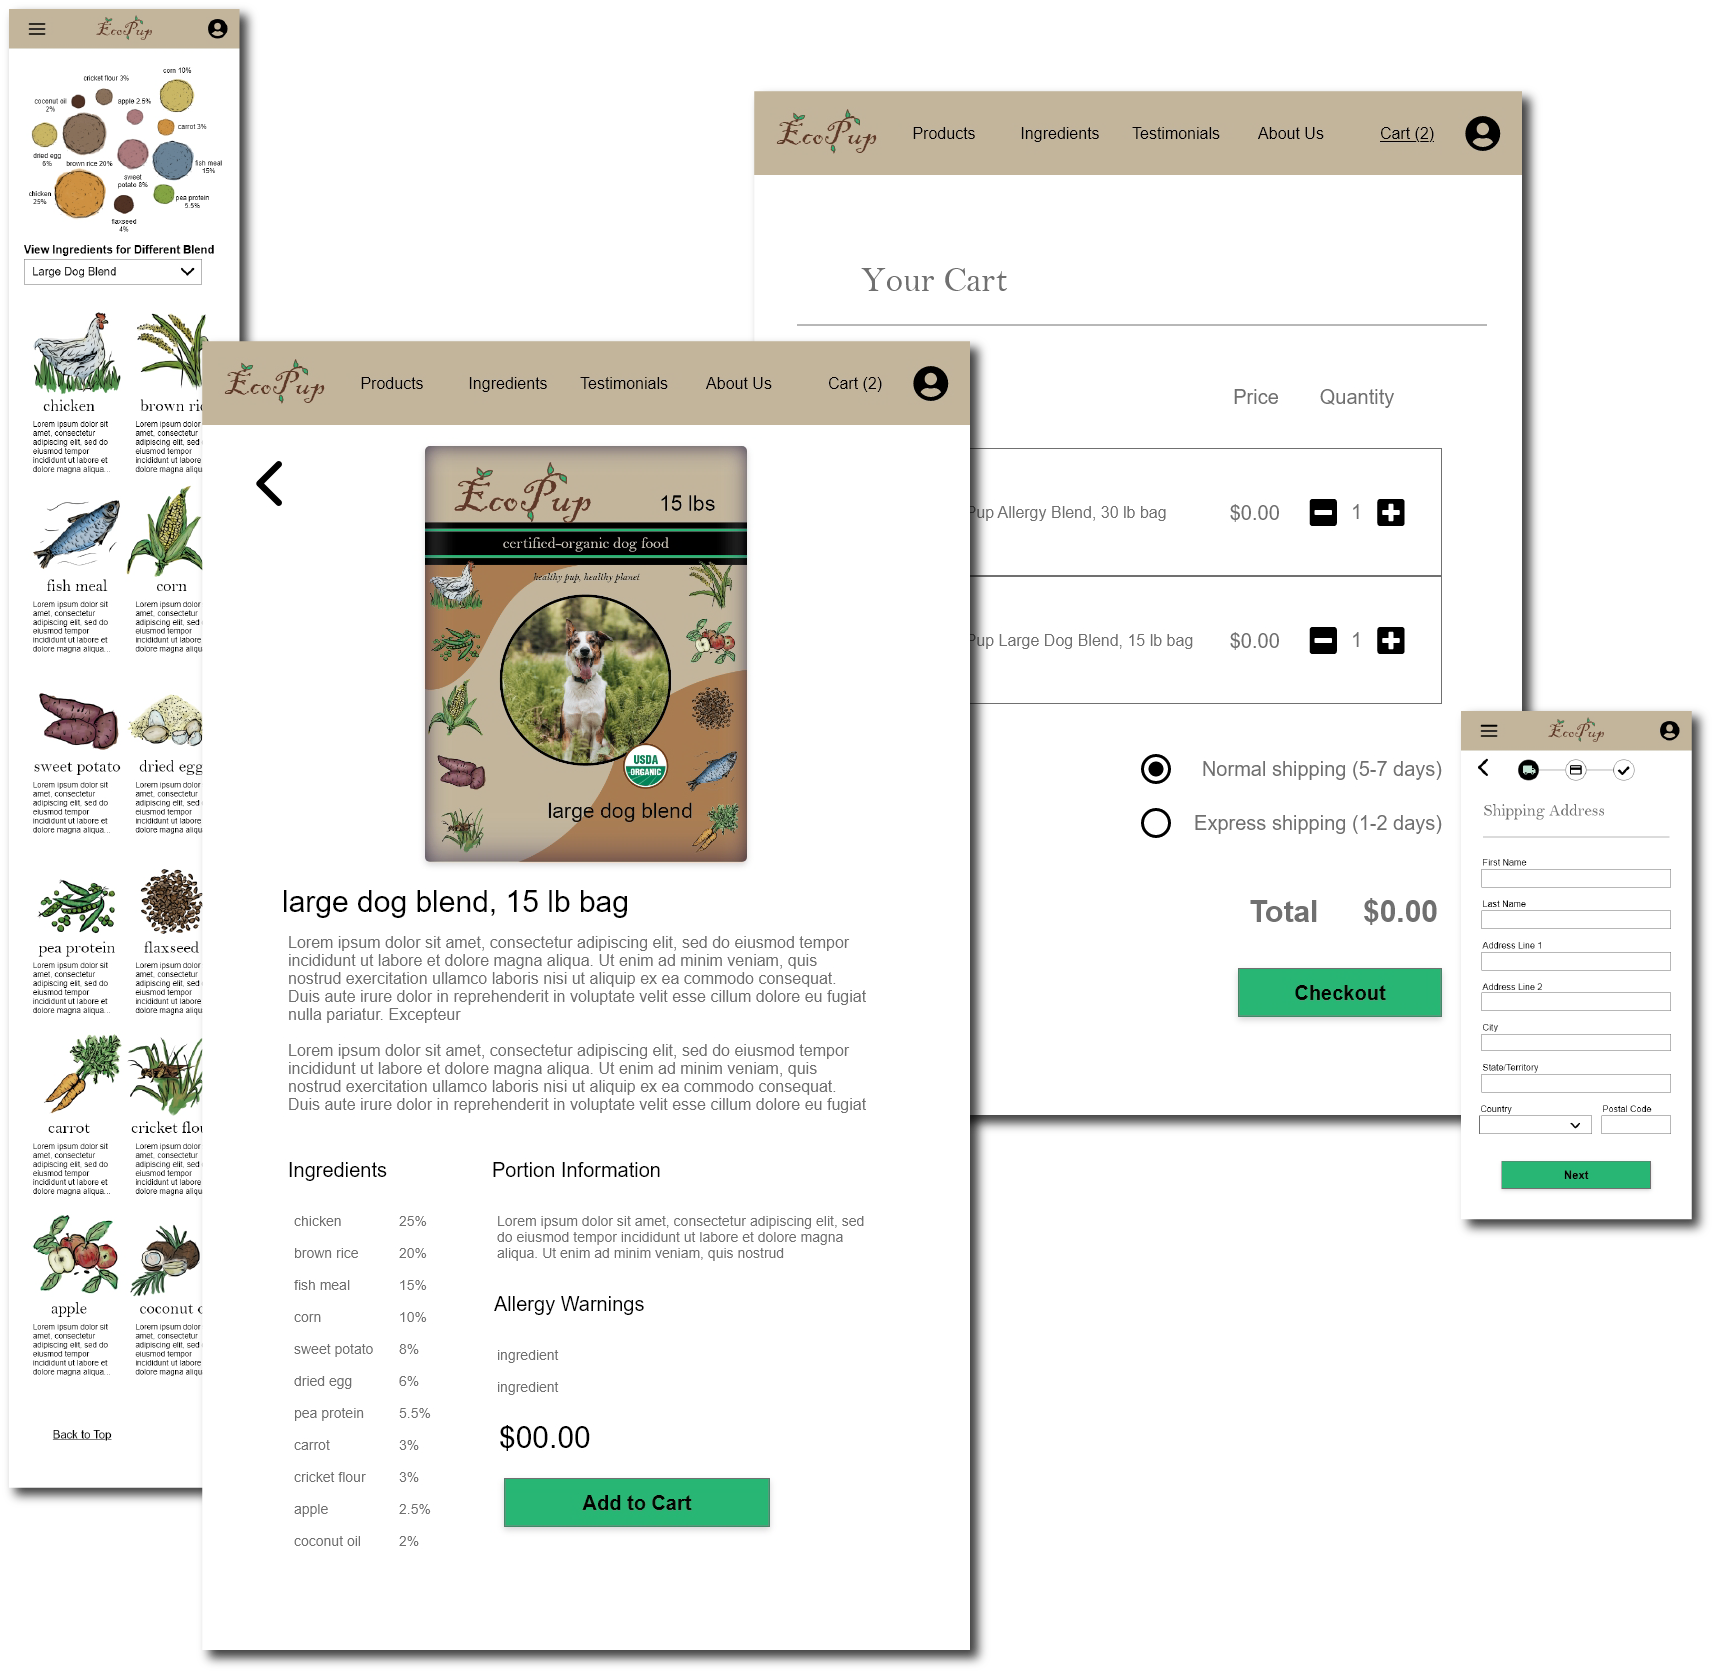 EcoPup
corn 10%
cricket flour 3%
coconut oil
2%
apple 2.5%
carrot 3%
dried egg
6%
brown rice 20%
fish meal
15%
sweet
potato 8%
chicken
25%
pea protein
5.5%
flaxseed
4%
View Ingredients for Different Blend
Large Dog Blend
chicken
Lorem ipsum dolor sit
amet, consectetur
adipiscing elit, sed do
eiusmod tempor
incididunt ut labore et
dolore magna aliqua...
brown ric
Lorem ipsum dolor
amet, consectetur
adipiscing elit, sed
eiusmod tempor
incididunt ut labore
dolore magna aliqu
fish meal
Lorem ipsum dolor sit
amet, consectetur
adipiscing elit, sed do
eiusmod tempor
incididunt ut labore et
dolore magna aliqua...
corn
Lorem ipsum dolor
amet, consectetur
adipiscing elit, sed
eiusmod tempor
incididunt ut labore
dolore magna aliqu
sweet potato
Lorem ipsum dolor sit
amet, consectetur
adipiscing elit, sed do
eiusmod tempor
incididunt ut labore et
dolore magna aliqua...
dried egg
Lorem ipsum dolor
amet, consectetur
adipiscing elit, sed
eiusmod tempor
incididunt ut labore
dolore magna aliqu
pea protein
Lorem ipsum dolor sit
amet, consectetur
adipiscing elit, sed do
eiusmod tempor
incididunt ut labore et
dolore magna aliqua...
flaxseed
Lorem ipsum dolor
amet, consectetur
adipiscing elit, sed
eiusmod tempor
incididunt ut labore
dolore magna aliqu
carrot
Lorem ipsum dolor sit
amet, consectetur
adipiscing elit, sed do
eiusmod tempor
incididunt ut labore et
dolore magna aliqua...
cricket flou
Lorem ipsum dolor
amet, consectetur
adipiscing elit, sed
eiusmod tempor
incididunt ut labore
dolore magna aliqu
apple
Lorem ipsum dolor sit
amet, consectetur
adipiscing elit, sed do
eiusmod tempor
incididunt ut labore et
dolore magna aliqua...
coconut o
Lorem ipsum dolor
amet, consectetur
adipiscing elit, sed
eiusmod tempor
incididunt ut labore
dolore magna aliqu
Back to Top
EcoPup Products Ingredients Testimonials About Us Cart (2)
EcoPup
15 lbs
certified-organic dog food
healthy pup, healthy planet
USDA
ORGANIC
large dog blend
large dog blend, 15 lb bag
Lorem ipsum dolor sit amet, consectetur adipiscing elit, sed do eiusmod tempor
incididunt ut labore et dolore magna aliqua. Ut enim ad minim veniam, quis
nostrud exercitation ullamco laboris nisi ut aliquip ex ea commodo consequat.
Duis aute irure dolor in reprehenderit in voluptate velit esse cillum dolore eu fugiat
nulla pariatur. Excepteur
Lorem ipsum dolor sit amet, consectetur adipiscing elit, sed do eiusmod tempor
incididunt ut labore et dolore magna aliqua. Ut enim ad minim veniam, quis
nostrud exercitation ullamco laboris nisi ut aliquip ex ea commodo consequat.
Duis aute irure dolor in reprehenderit in voluptate velit esse cillum dolore eu fugiat
Ingredients
chicken 25%
brown rice 20%
fish meal 15%
corn 10%
sweet potato 8%
dried egg 6%
pea protein 5.5%
carrot 3%
cricket flour 3%
apple 2.5%
coconut oil 2%
Portion Information
Lorem ipsum dolor sit amet, consectetur adipiscing elit, sed
do eiusmod tempor incididunt ut labore et dolore magna
aliqua. Ut enim ad minim veniam, quis nostrud
Allergy Warnings
ingredient
ingredient
$00.00
Add to Cart
EcoPup Products Ingredients Testimonials About Us Cart (2)
Your Cart
Price Quantity
Pup Allergy Blend, 30 lb bag $0.00 1
Pup Large Dog Blend, 15 lb bag $0.00 1
Normal shipping (5-7 days)
Express shipping (1-2 days)
Total $0.00
Checkout
EcoPup
Shipping Address
First Name
Last Name
Address Line 1
Address Line 2
City
State/Territory
Country Postal Code
Next